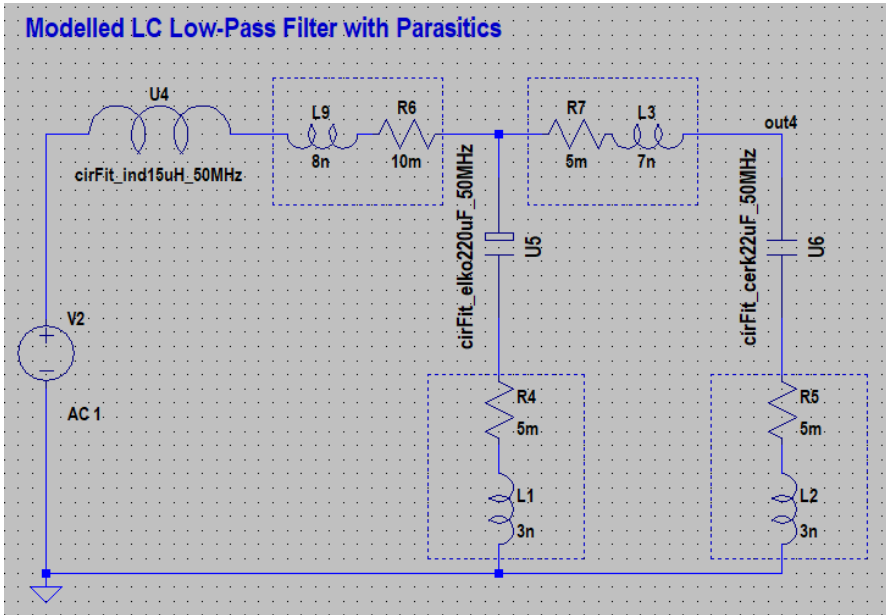 Modelled LC Low-Pass Filter with Parasitics
U4
cirFit_ind15uH_50MHz
L9
8n
R6
10m
R7
5m
L3
7n
out4
cirFit_elko220uF_50MHz
U5
cirFit_cerk22uF_50MHz
U6
V2
AC 1
R4
5m
L1
3n
R5
5m
L2
3n